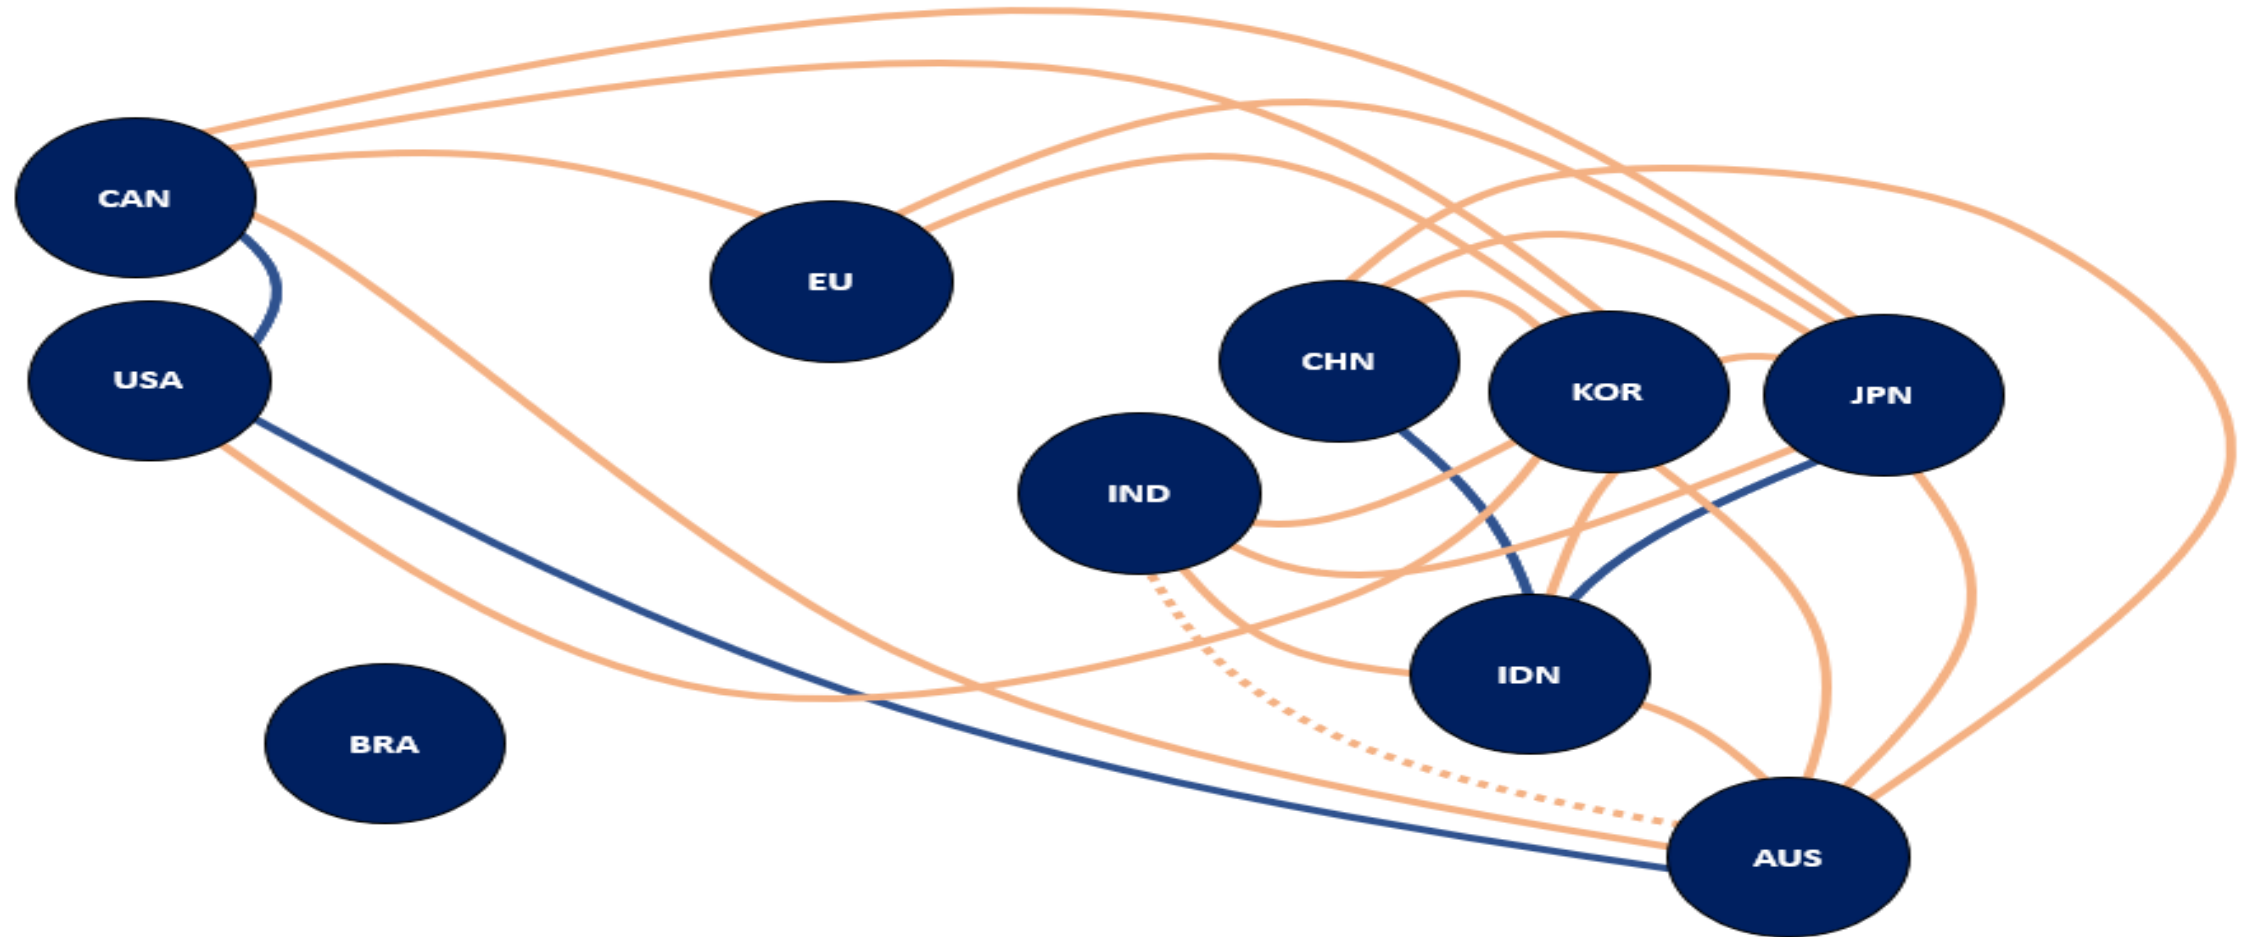 CAN
EU
CHN
USA
KOR
JPN
IND
IDN
BRA
AUS